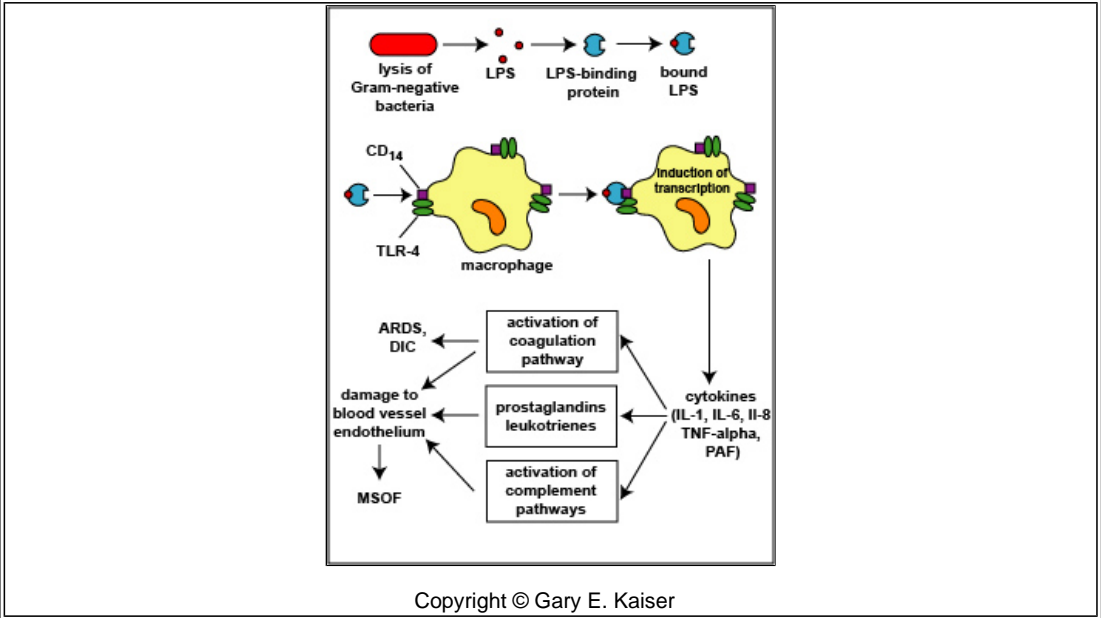 lysis of
Gram-negative
bacteria
LPS
LPS-binding
protein
bound
LPS
CD14
TLR-4
macrophage
induction of
transcription
ARDS,
DIC
activation of
coagulation
pathway
damage to
blood vessel
endothelium
prostaglandins
leukotrienes
cytokines
(IL-1, IL-6, Il-8
TNF-alpha,
PAF)
MSOF
activation of
complement
pathways
Copyright © Gary E. Kaiser